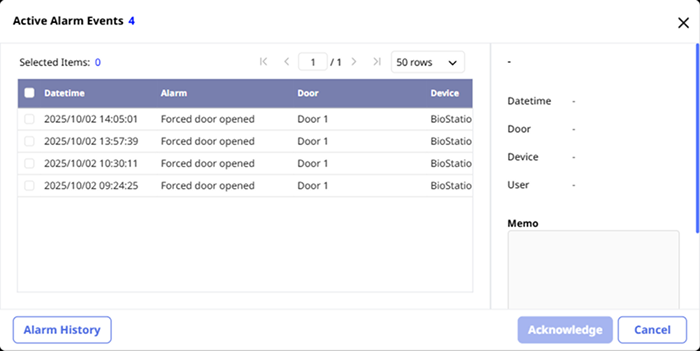 Active Alarm Events 4
Selected Items: 0
1 / 1
50 rows
Datetime Alarm Door Device
2025/10/02 14:05:01 Forced door opened Door 1 BioStatio
2025/10/02 13:57:39 Forced door opened Door 1 BioStatio
2025/10/02 10:30:11 Forced door opened Door 1 BioStatio
2025/10/02 09:24:25 Forced door opened Door 1 BioStatio
-
Datetime -
Door -
Device -
User -
Memo
Alarm History
Acknowledge
Cancel